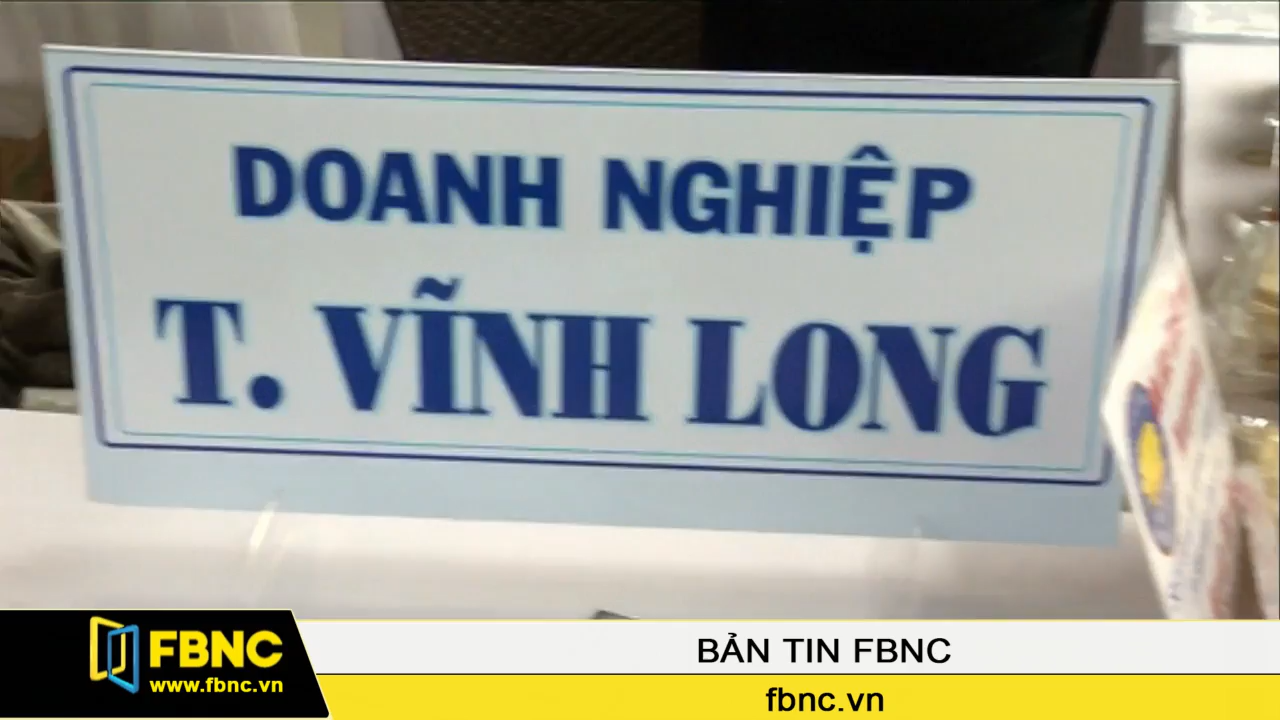 DOANH NGHIỆP
T. VĨNH LONG
FBNC
www.fbnc.vn
BẢN TIN FBNC
fbnc.vn